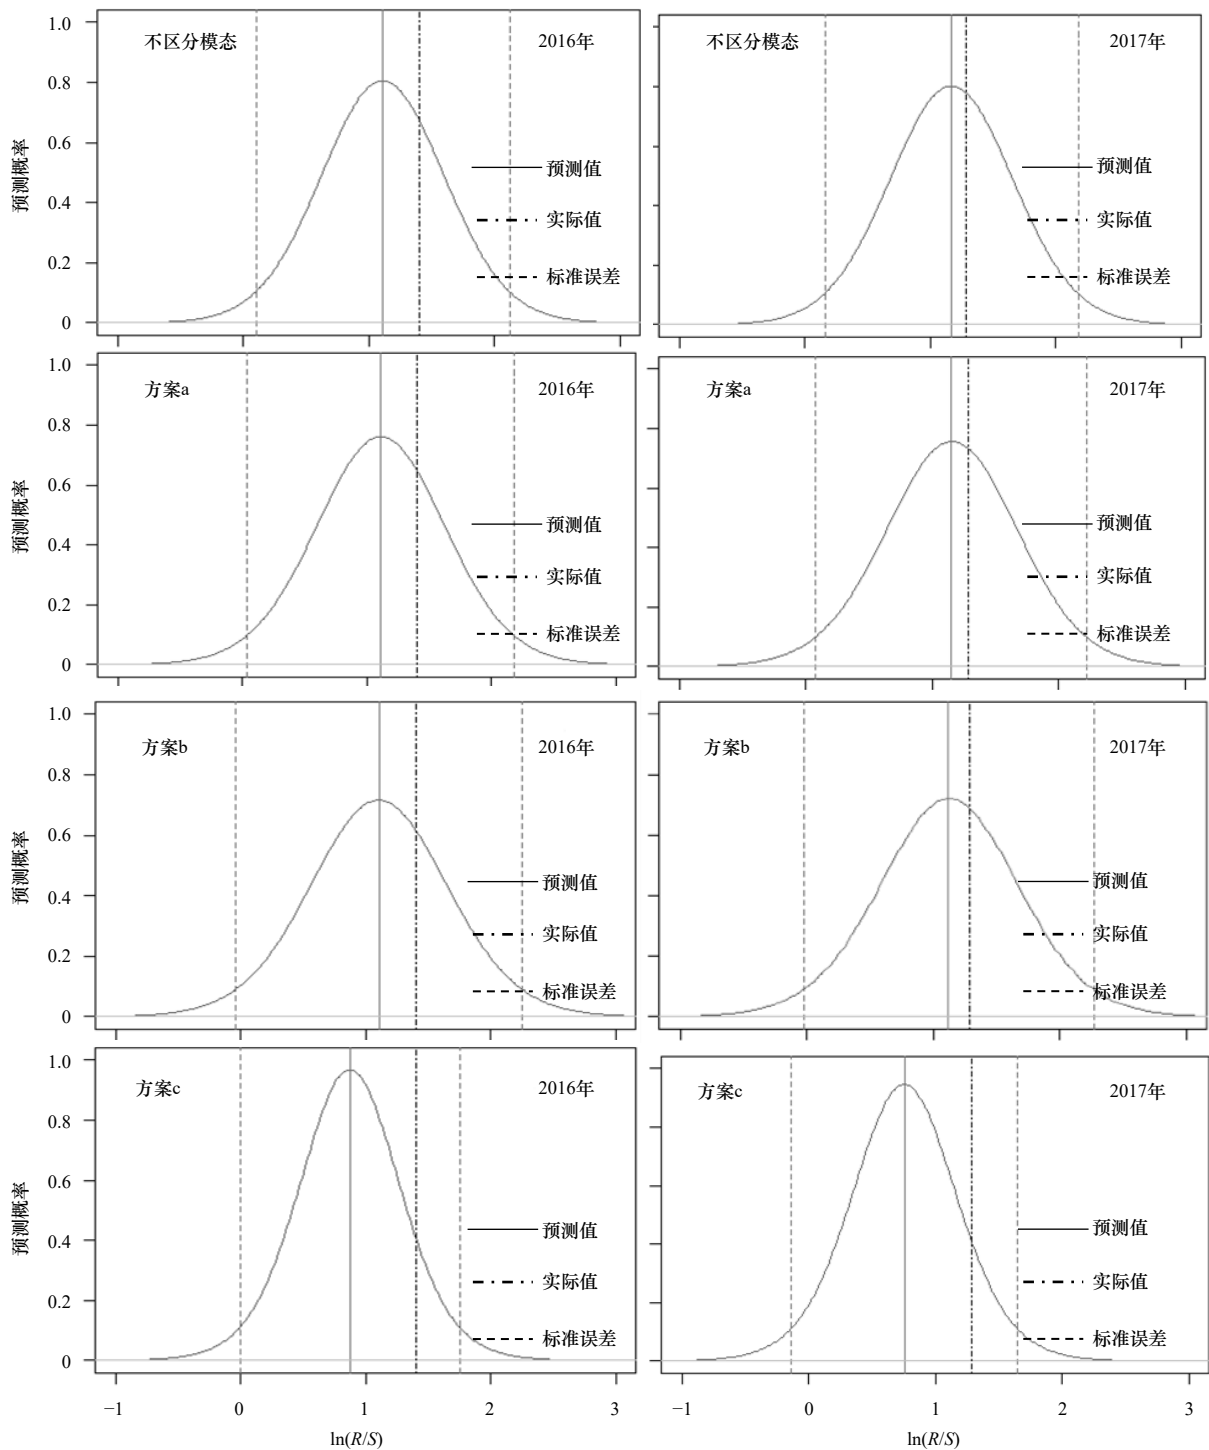 不区分模态
2016年
1.0
0.8
0.6
0.4
0.2
0
预测概率
预测值
实际值
标准误差
不区分模态
2017年
预测值
实际值
标准误差
方案a
2016年
1.0
0.8
0.6
0.4
0.2
0
预测概率
预测值
实际值
标准误差
方案a
2017年
预测值
实际值
标准误差
方案b
2016年
1.0
0.8
0.6
0.4
0.2
0
预测概率
预测值
实际值
标准误差
方案b
2017年
预测值
实际值
标准误差
方案c
2016年
1.0
0.8
0.6
0.4
0.2
0
预测概率
预测值
实际值
标准误差
−1 0 1 2 3
ln(R/S)
方案c
2017年
预测值
实际值
标准误差
−1 0 1 2 3
ln(R/S)